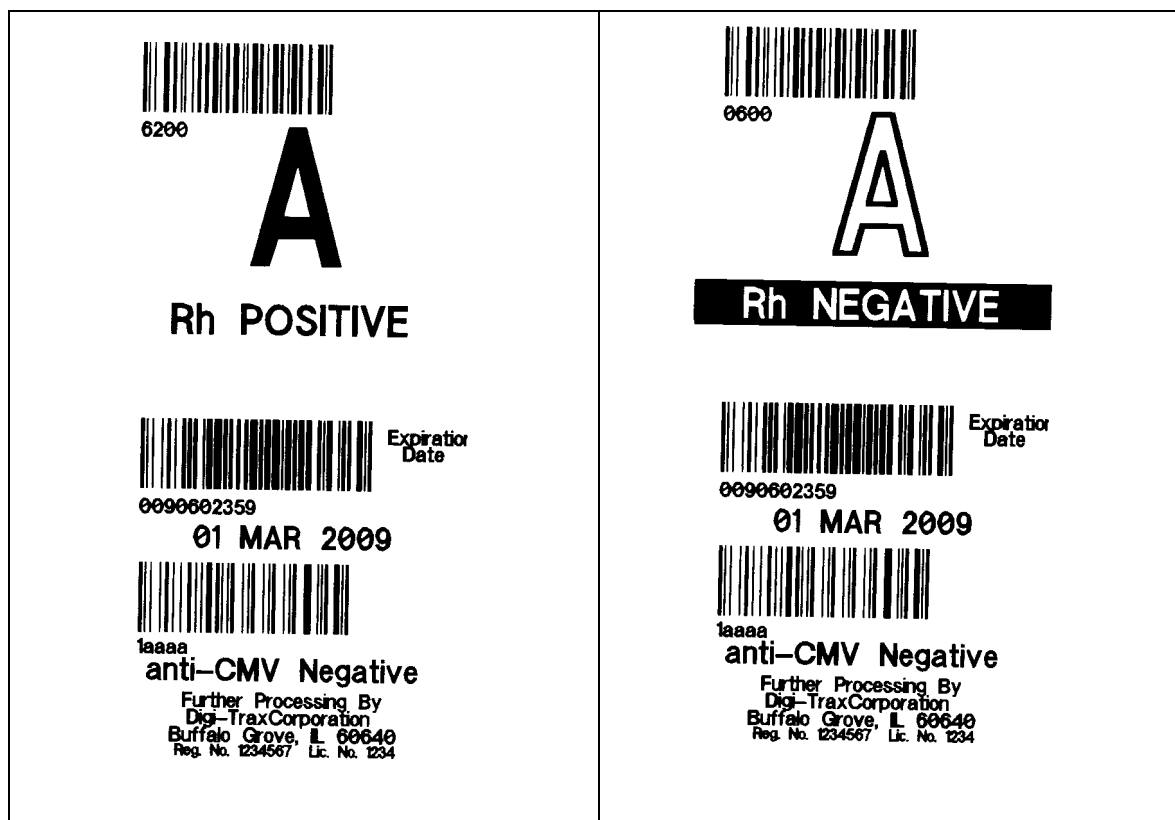 6200
A
Rh POSITIVE
Expiration
Date
0090602359
01 MAR 2009
1aaaa
anti-CMV Negative
Further Processing By
Digi-TraxCorporation
Buffalo Grove, IL 60640
Reg. No. 1234567 Lic. No. 1234
0600
A
Rh NEGATIVE
Expiration
Date
0090602359
01 MAR 2009
1aaaa
anti-CMV Negative
Further Processing By
Digi-TraxCorporation
Buffalo Grove, IL 60640
Reg. No. 1234567 Lic. No. 1234